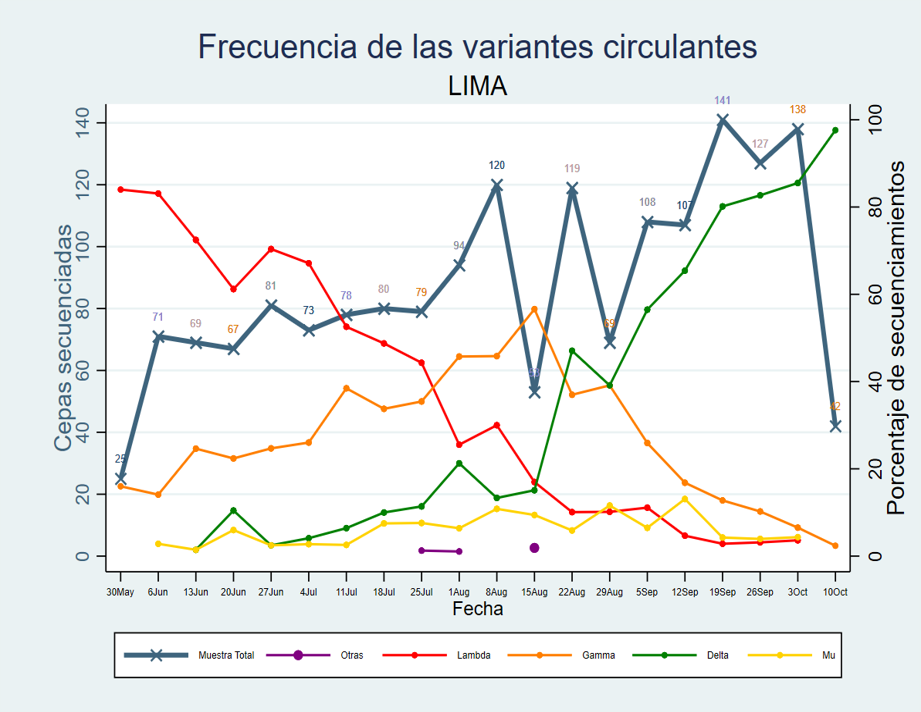 Frecuencia de las variantes circulantes
LIMA
Cepas secuenciadas
0 20 40 60 80 100 120 140
25 71 69 67 81 73 78 80 79 94 120 119 69 108 107 141 127 138 42
0 20 40 60 80 100
Porcentaje de secuenciamientos
30May 6Jun 13Jun 20Jun 27Jun 4Jul 11Jul 18Jul 25Jul 1Aug 8Aug 15Aug 22Aug 29Aug 5Sep 12Sep 19Sep 26Sep 3Oct 10Oct
Fecha
Muestra Total Otras Lambda Gamma Delta Mu